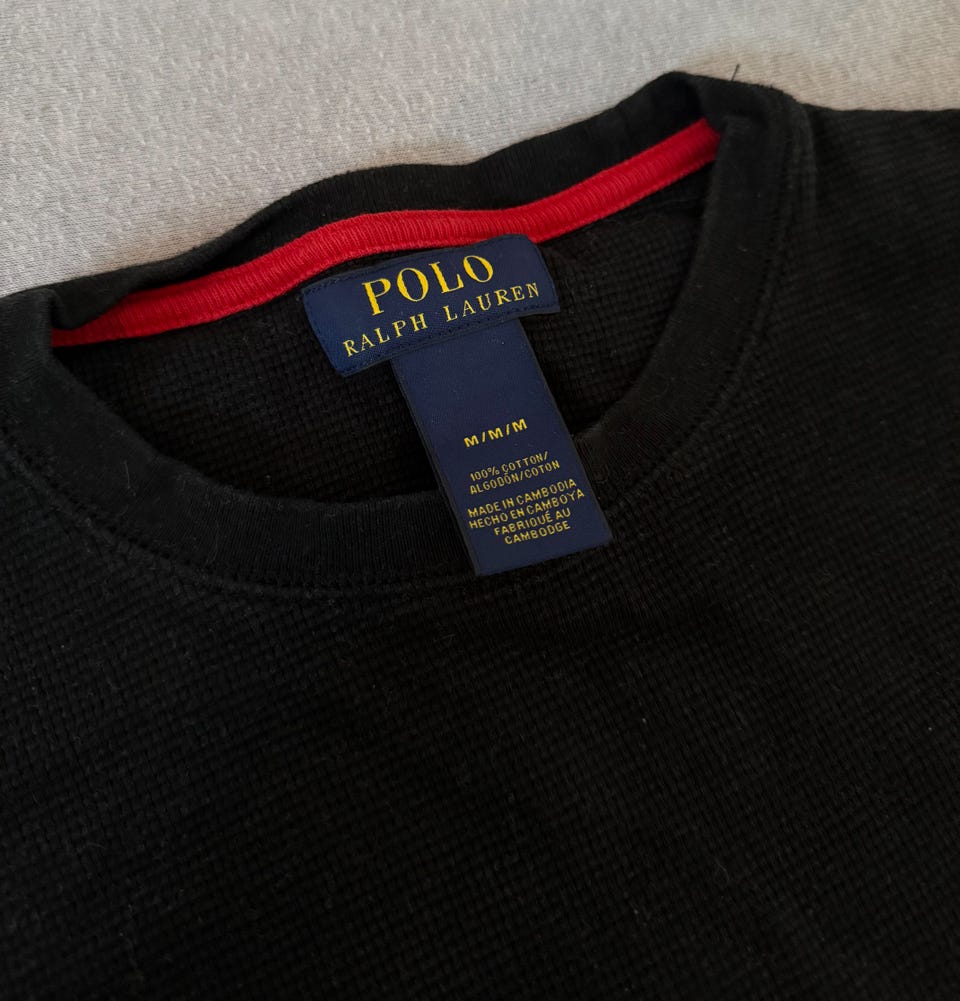 POLO
RALPH LAUREN
M/M/M
100% COTTON/
ALGODÓN/COTON
MADE IN CAMBODIA
HECHO EN CAMBOYA
FABRIQUÉ AU
CAMBODGE